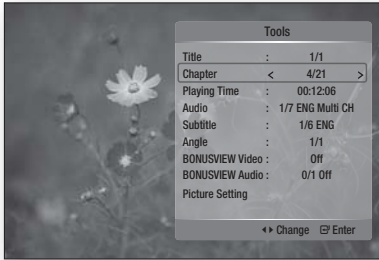 Tools
Title : 1/1
Chapter < 4/21 >
Playing Time : 00:12:06
Audio : 1/7 ENG Multi CH
Subtitle : 1/6 ENG
Angle : 1/1
BONUSVIEW Video : Off
BONUSVIEW Audio : 0/1 Off
Picture Setting
◂▸ Change Enter